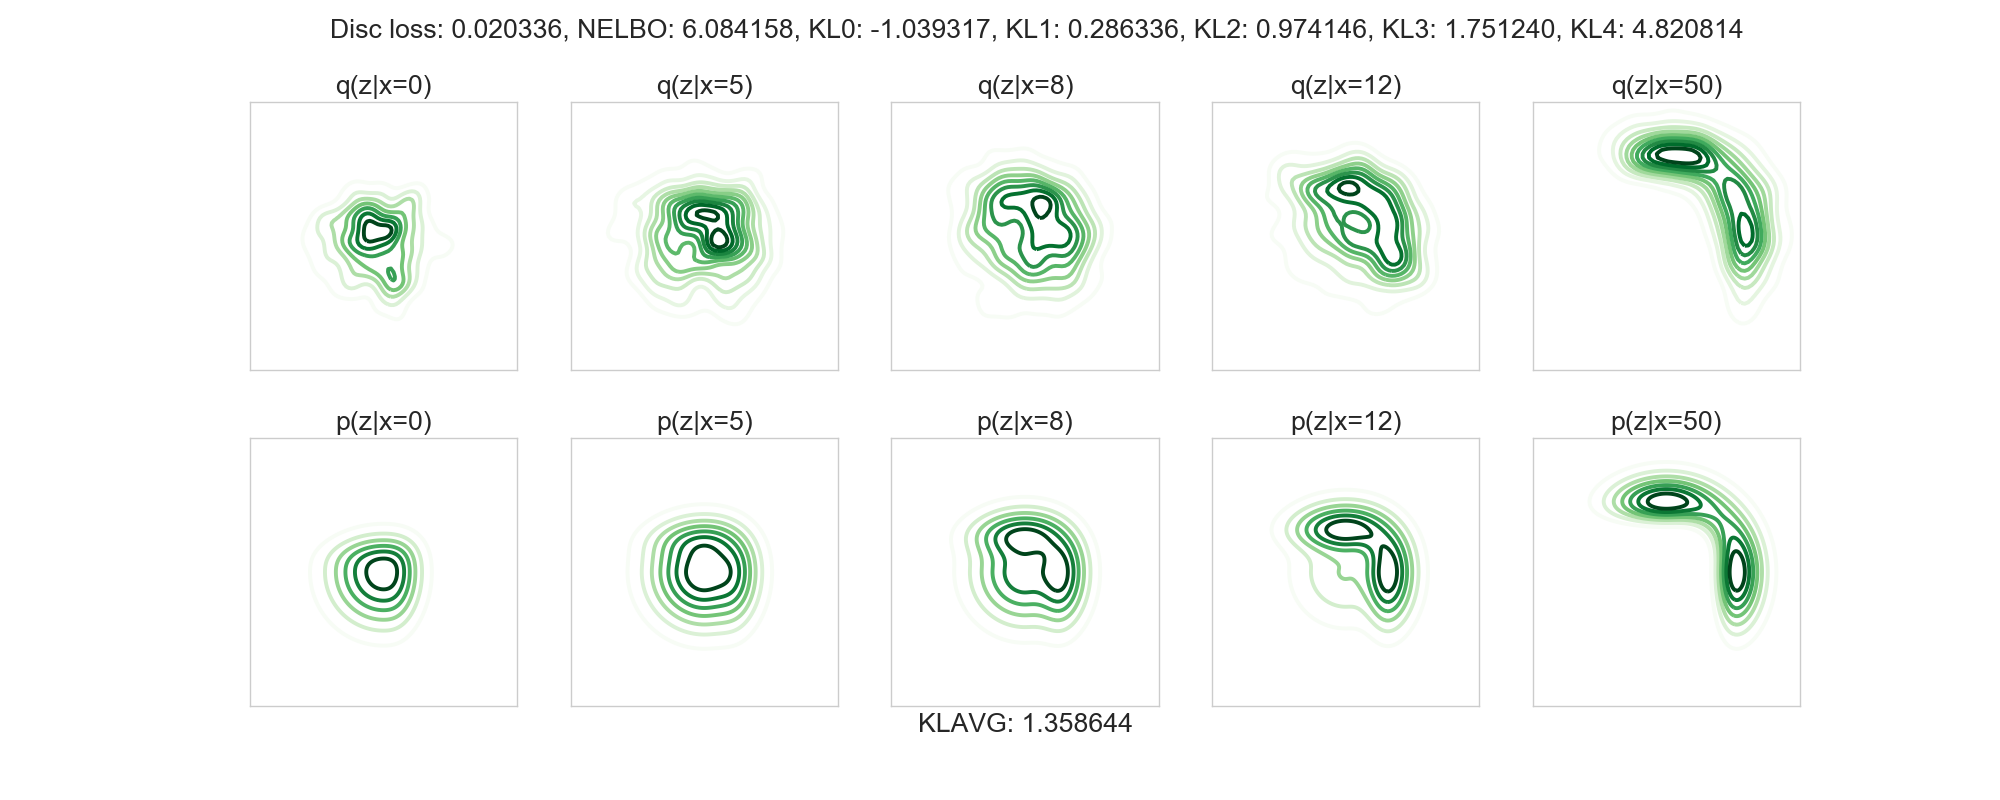 Disc loss: 0.020336, NELBO: 6.084158, KL0: -1.039317, KL1: 0.286336, KL2: 0.974146, KL3: 1.751240, KL4: 4.820814
q(z|x=0) q(z|x=5) q(z|x=8) q(z|x=12) q(z|x=50)
p(z|x=0) p(z|x=5) p(z|x=8) p(z|x=12) p(z|x=50)
KLAVG: 1.358644